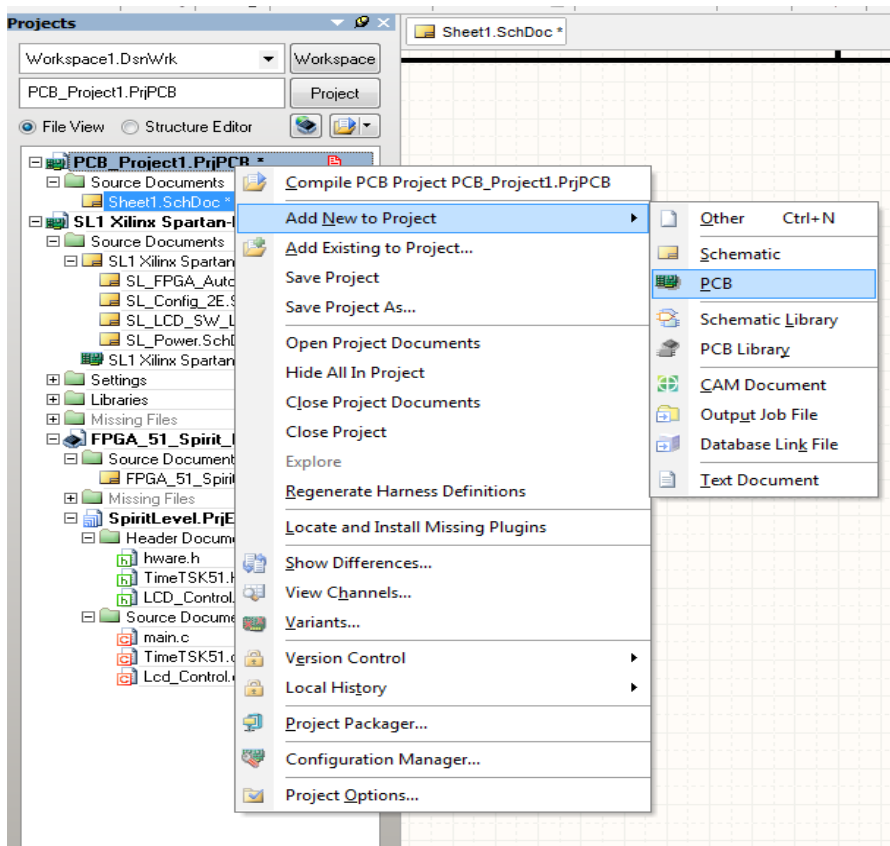 Projects
Sheet1.SchDoc *
Workspace1.DsnWrk
Workspace
PCB_Project1.PrjPCB
Project
File View
Structure Editor
PCB_Project1.PrjPCB *
Source Documents
Sheet1.SchDoc *
SL1 Xilinx Spartan-
Source Documents
SL1 Xilinx Spartan
SL_FPGA_Auto
SL_Config_2E.
SL_LCD_SW_L
SL_Power.Sch
SL1 Xilinx Spartan
Settings
Libraries
Missing Files
FPGA_51_Spirit_
Source Document
FPGA_51_Spiri
Missing Files
SpiritLevel.PrjE
Header Docum
hware.h
TimeTSK51.
LCD_Control.
Source Docume
main.c
TimeTSK51.c
Lcd_Control.
Compile PCB Project PCB_Project1.PrjPCB
Add New to Project
Add Existing to Project...
Save Project
Save Project As...
Open Project Documents
Hide All In Project
Close Project Documents
Close Project
Explore
Regenerate Harness Definitions
Locate and Install Missing Plugins
Show Differences...
View Channels...
Variants...
Version Control
Local History
Project Packager...
Configuration Manager...
Project Options...
Other Ctrl+N
Schematic
PCB
Schematic Library
PCB Library
CAM Document
Output Job File
Database Link File
Text Document